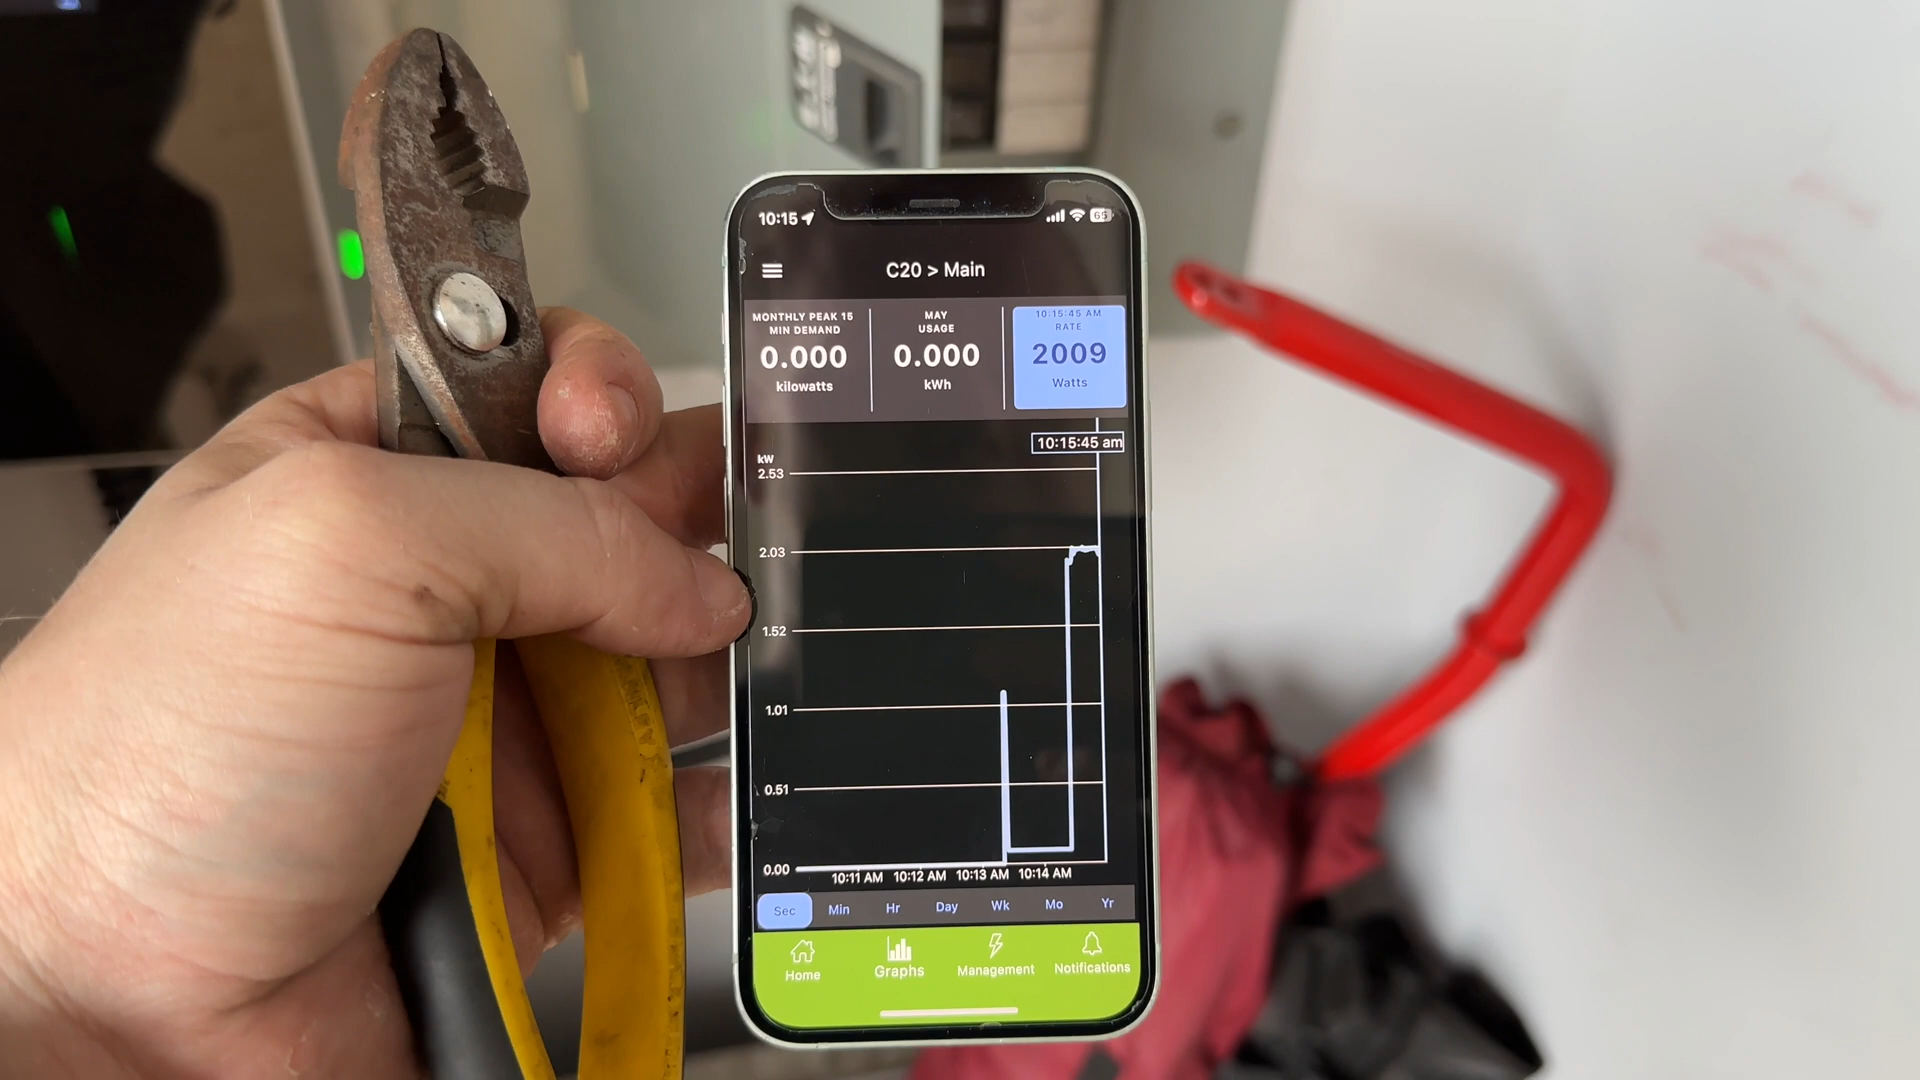 10:15
65
C20 > Main
MONTHLY PEAK 15
MIN DEMAND
0.000
kilowatts
MAY
USAGE
0.000
kWh
10:15:45 AM
RATE
2009
Watts
10:15:45 am
kW
2.53
2.03
1.52
1.01
0.51
0.00
10:11 AM 10:12 AM 10:13 AM 10:14 AM
Sec Min Hr Day Wk Mo Yr
Home Graphs Management Notifications